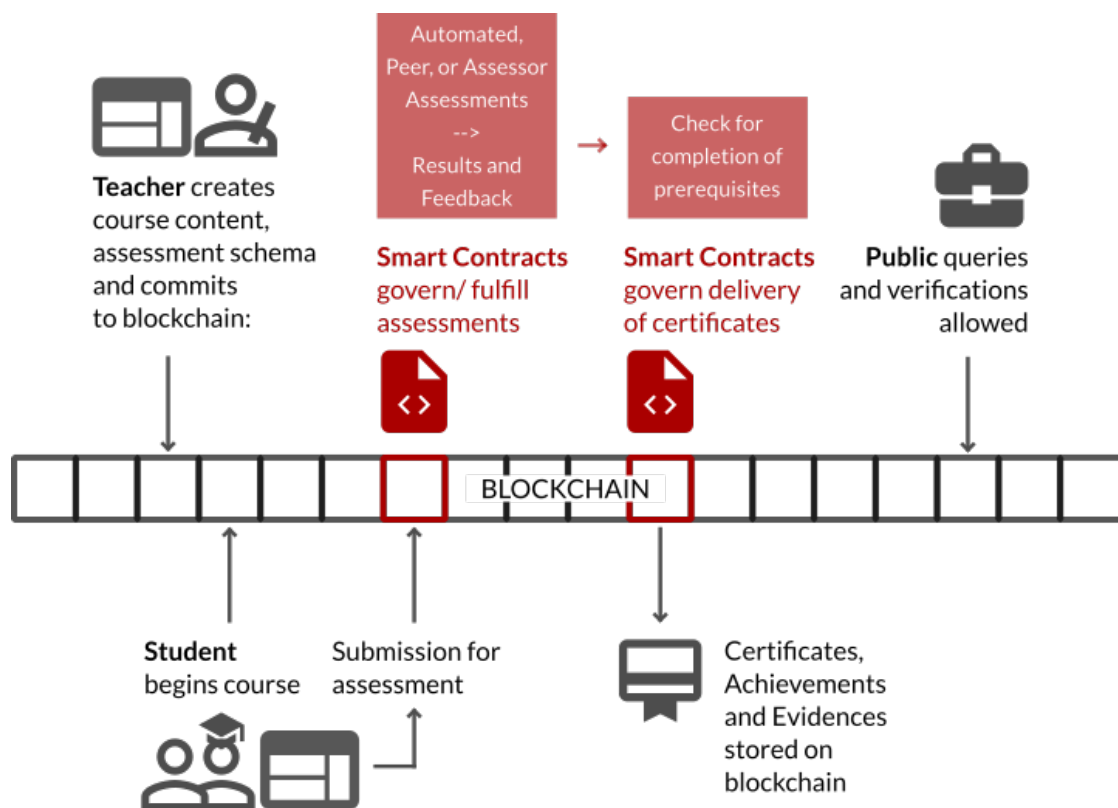 Automated,
Peer, or Assessor
Assessments
-->
Results and
Feedback
→
Check for
completion of
prerequisites
Teacher creates
course content,
assessment schema
and commits
to blockchain:
Smart Contracts
govern/ fulfill
assessments
Smart Contracts
govern delivery
of certificates
Public queries
and verifications
allowed
<>
<>
BLOCKCHAIN
Student
begins course
Submission for
assessment
Certificates,
Achievements
and Evidences
stored on
blockchain